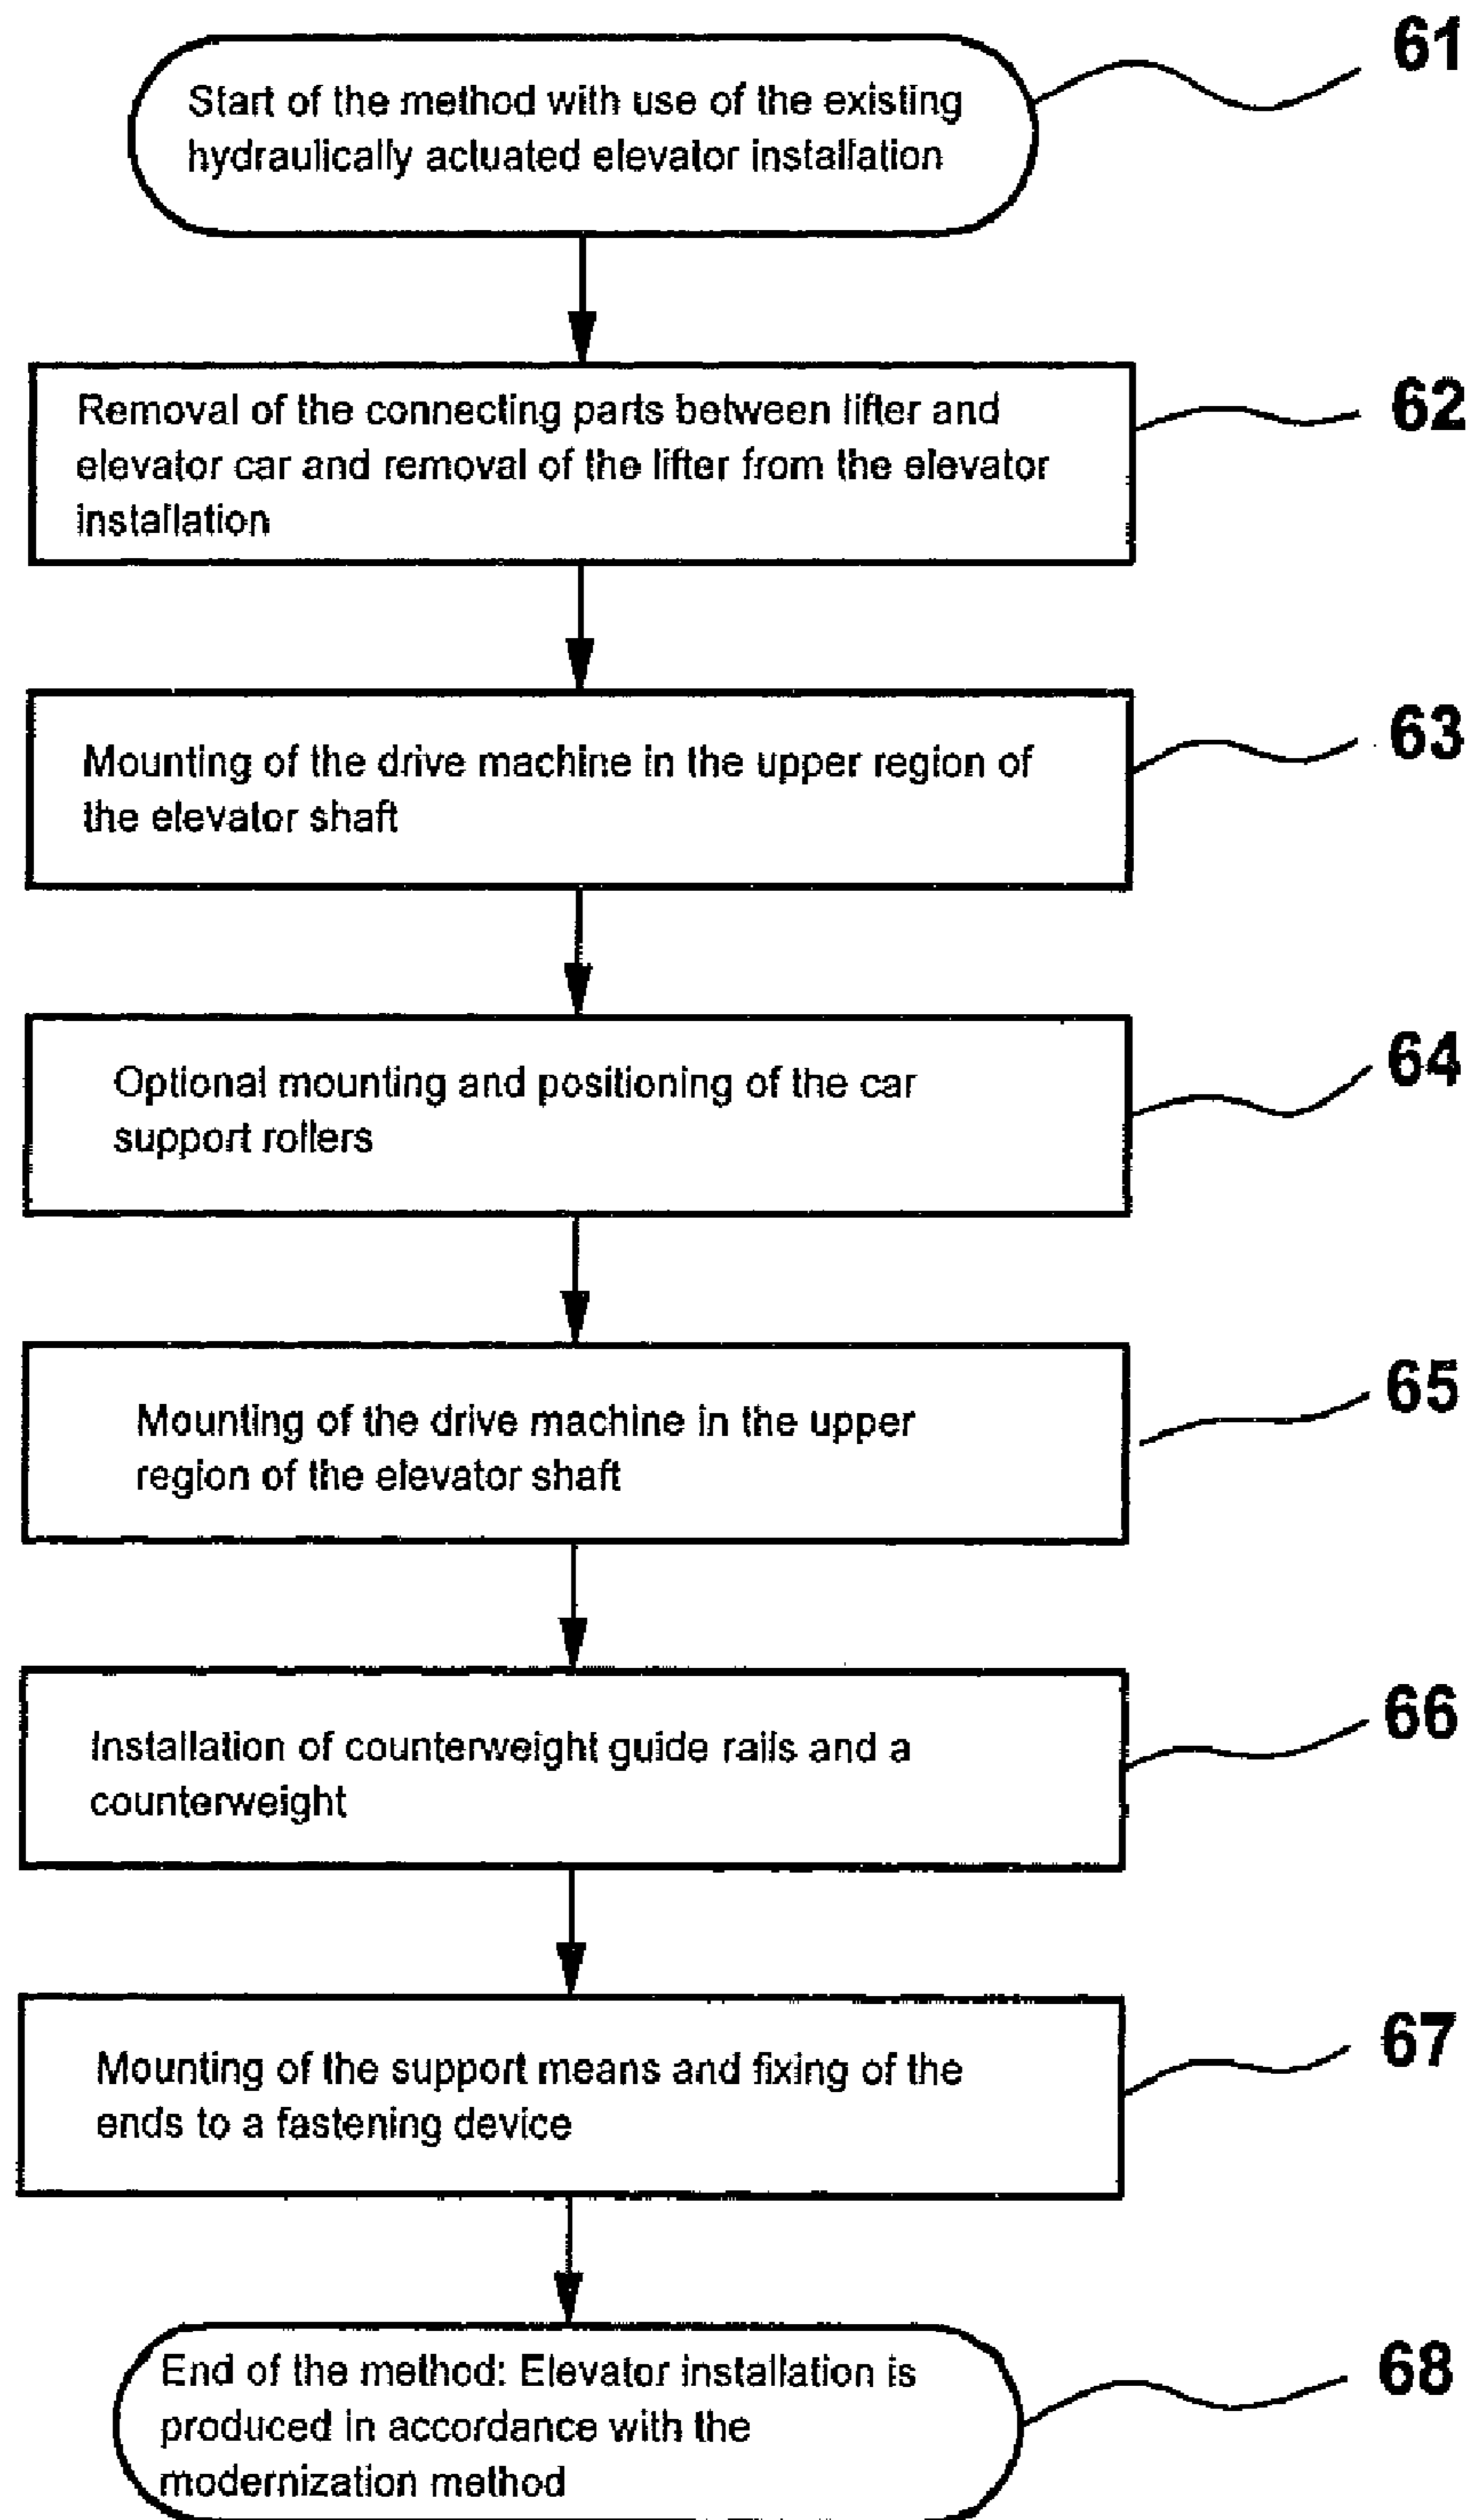 61
Start of the method with use of the existing
hydraulically actuated elevator installation
62
Removal of the connecting parts between lifter and
elevator car and removal of the lifter from the elevator
installation
63
Mounting of the drive machine in the upper region of
the elevator shaft
64
Optional mounting and positioning of the car
support rollers
65
Mounting of the drive machine in the upper
region of the elevator shaft
66
Installation of counterweight guide rails and a
counterweight
67
Mounting of the support means and fixing of the
ends to a fastening device
68
End of the method: Elevator installation is
produced in accordance with the
modernization method